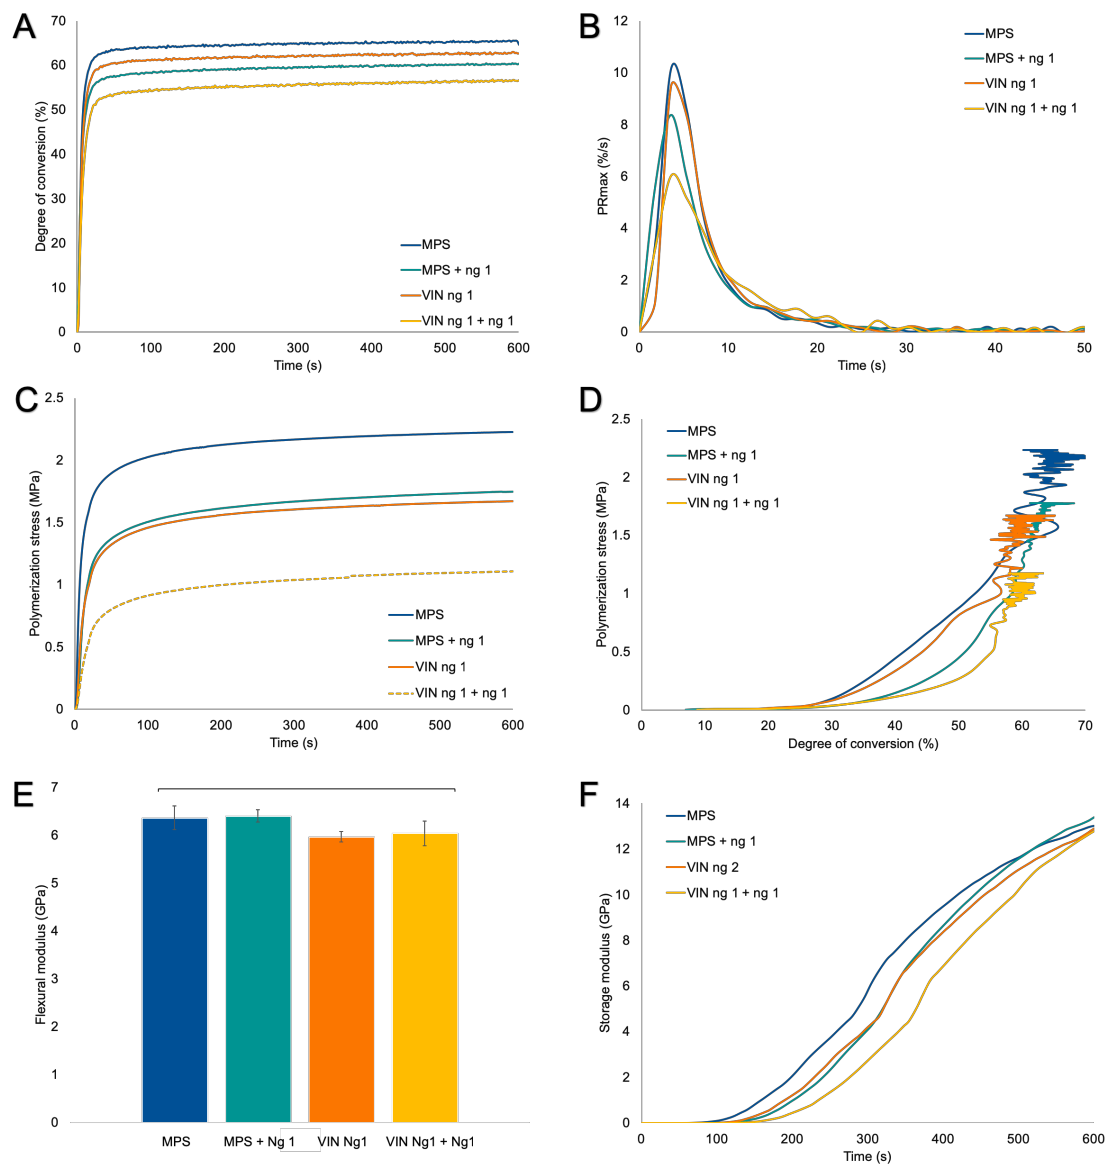 A
70
60
50
40
30
20
10
0
Degree of conversion (%)
MPS
MPS + ng 1
VIN ng 1
VIN ng 1 + ng 1
0 100 200 300 400 500 600
Time (s)
B
12
10
8
6
4
2
0
PRmax (%/s)
MPS
MPS + ng 1
VIN ng 1
VIN ng 1 + ng 1
0 10 20 30 40 50
Time (s)
C
2.5
2
1.5
1
0.5
0
Polymerization stress (MPa)
MPS
MPS + ng 1
VIN ng 1
VIN ng 1 + ng 1
0 100 200 300 400 500 600
Time (s)
D
2.5
2
1.5
1
0.5
0
Polymerization stress (MPa)
MPS
MPS + ng 1
VIN ng 1
VIN ng 1 + ng 1
0 10 20 30 40 50 60 70
Degree of conversion (%)
E
7
6
5
4
3
2
1
0
Flexural modulus (GPa)
MPS MPS + Ng 1 VIN Ng1 VIN Ng1 + Ng1
F
14
12
10
8
6
4
2
0
Storage modulus (GPa)
MPS
MPS + ng 1
VIN ng 2
VIN ng 1 + ng 1
0 100 200 300 400 500 600
Time (s)